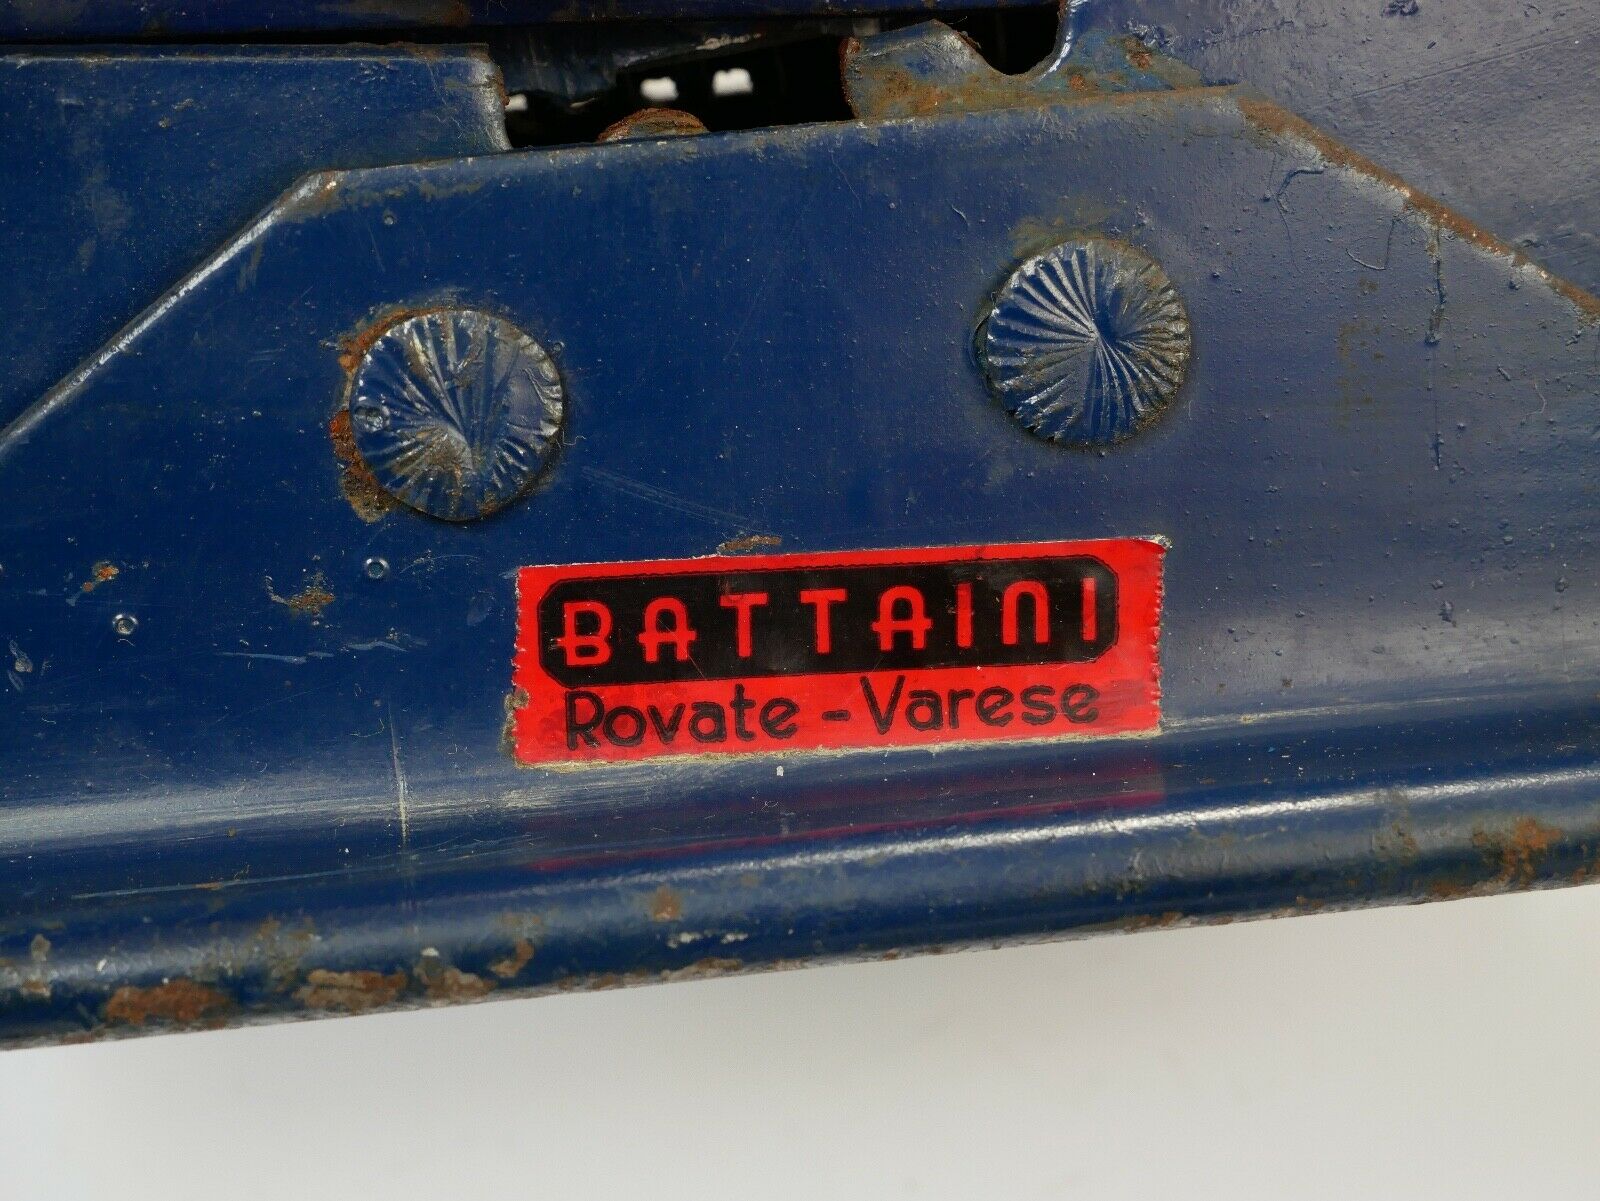 BATTAINI
Rovate - Varese